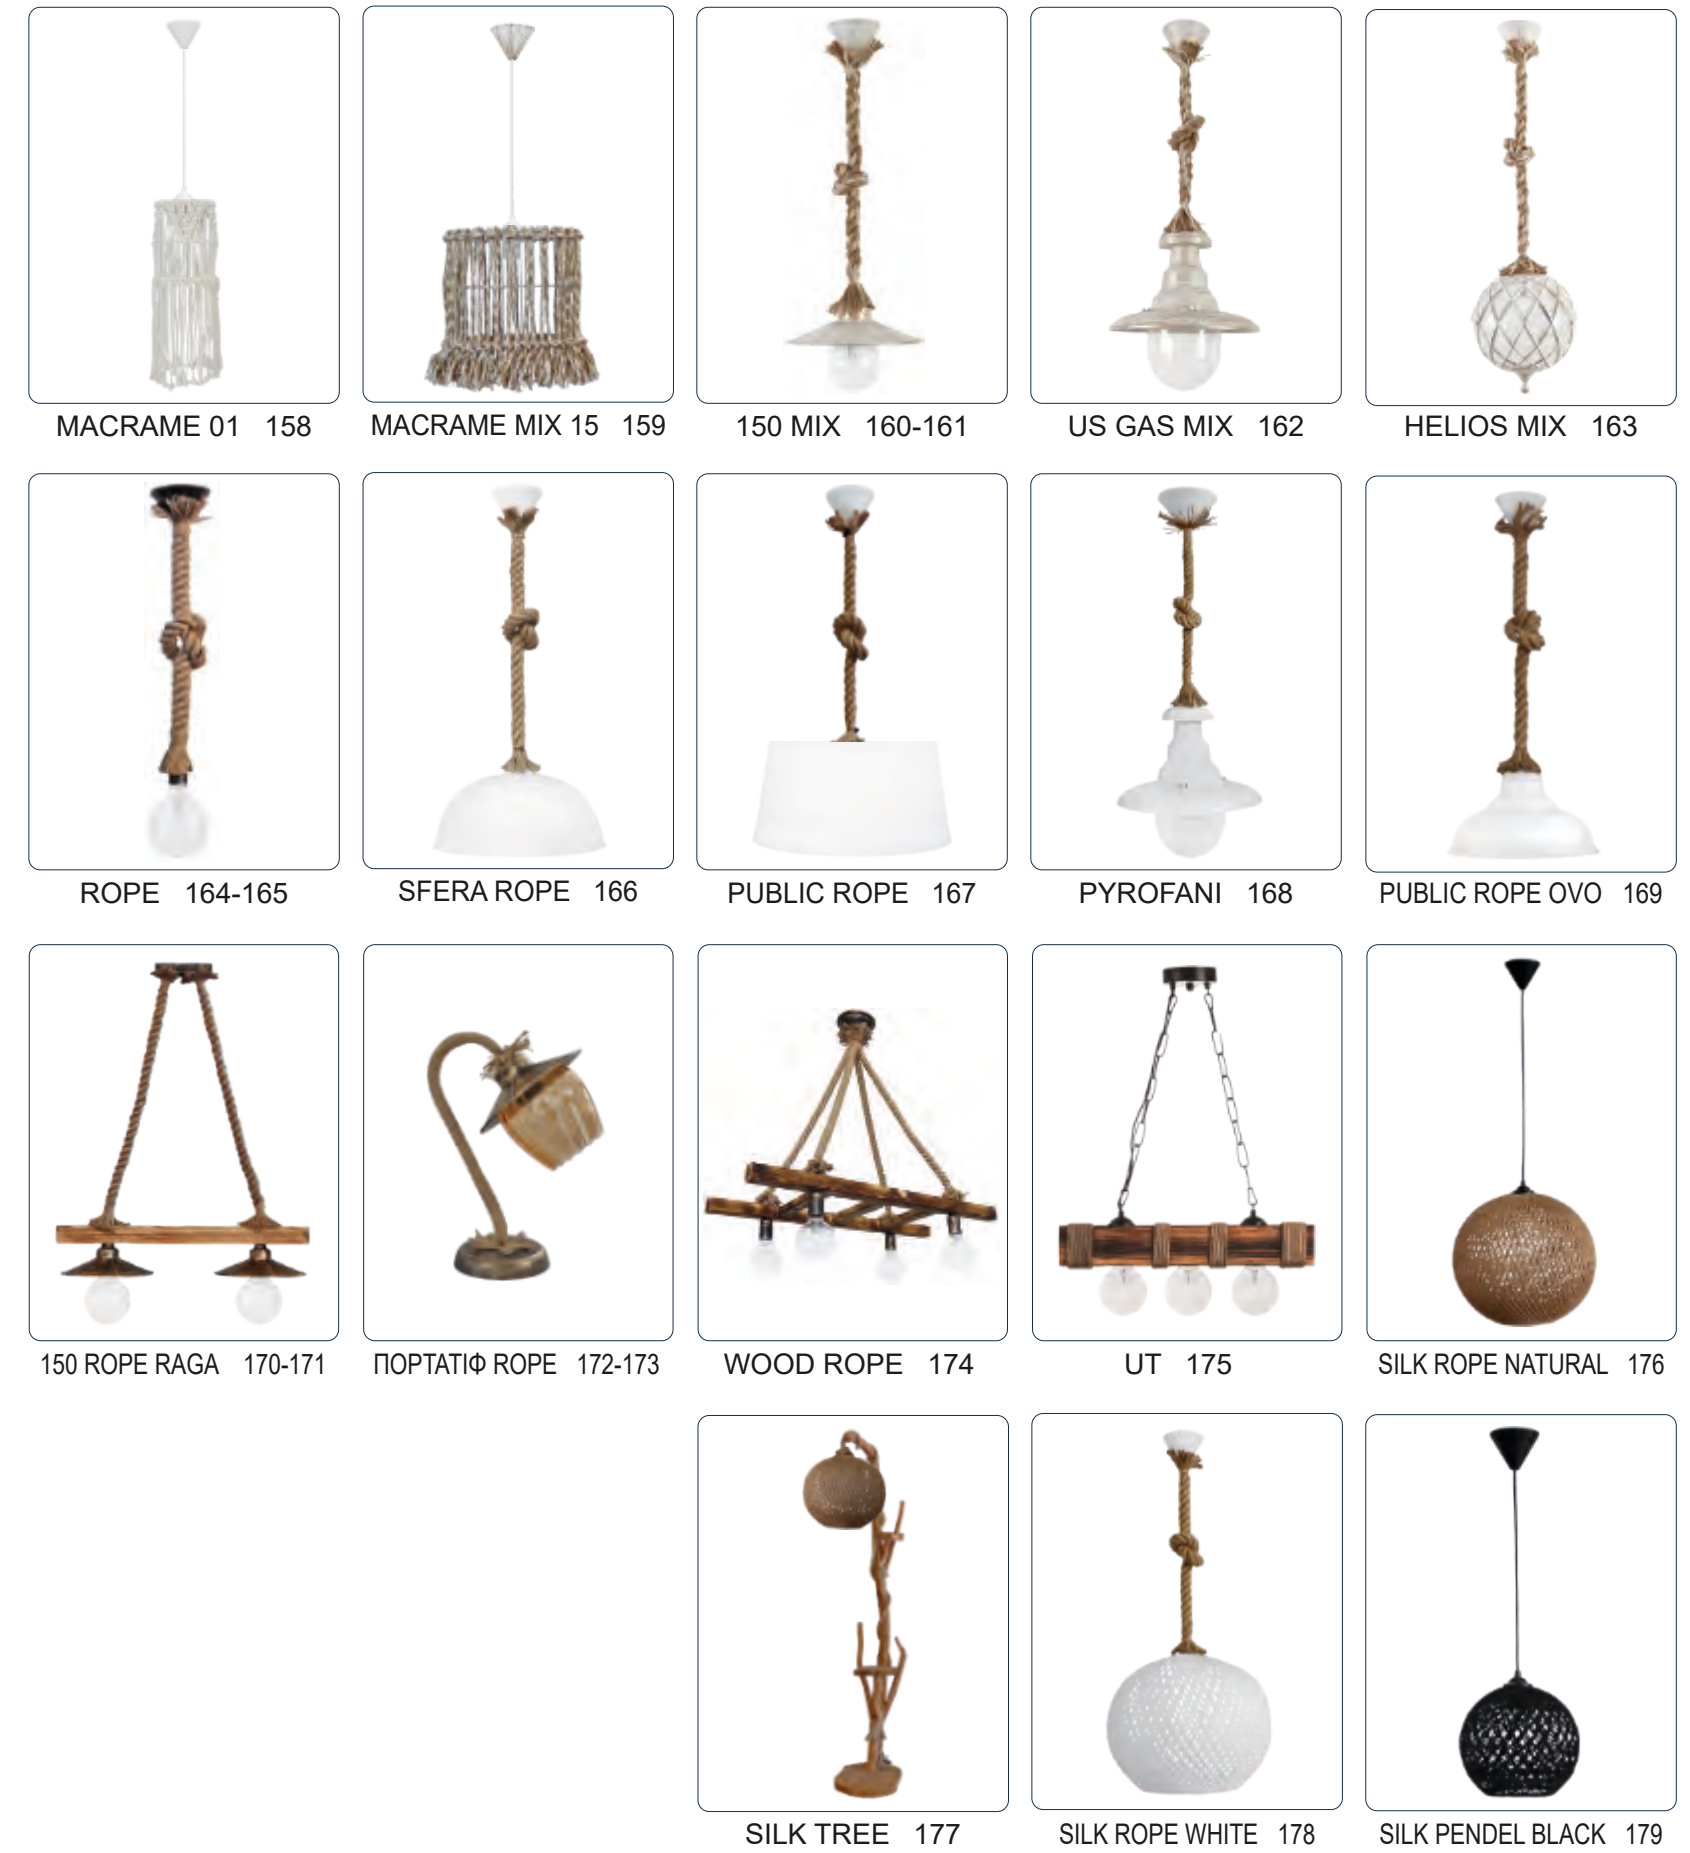 MACRAME 01 158
MACRAME MIX 15 159
150 MIX 160-161
US GAS MIX 162
HELIOS MIX 163
ROPE 164-165
SFERA ROPE 166
PUBLIC ROPE 167
PYROFANI 168
PUBLIC ROPE OVO 169
150 ROPE RAGA 170-171
ΠΟΡΤΑΤΙΦ ROPE 172-173
WOOD ROPE 174
UT 175
SILK ROPE NATURAL 176
SILK TREE 177
SILK ROPE WHITE 178
SILK PENDEL BLACK 179